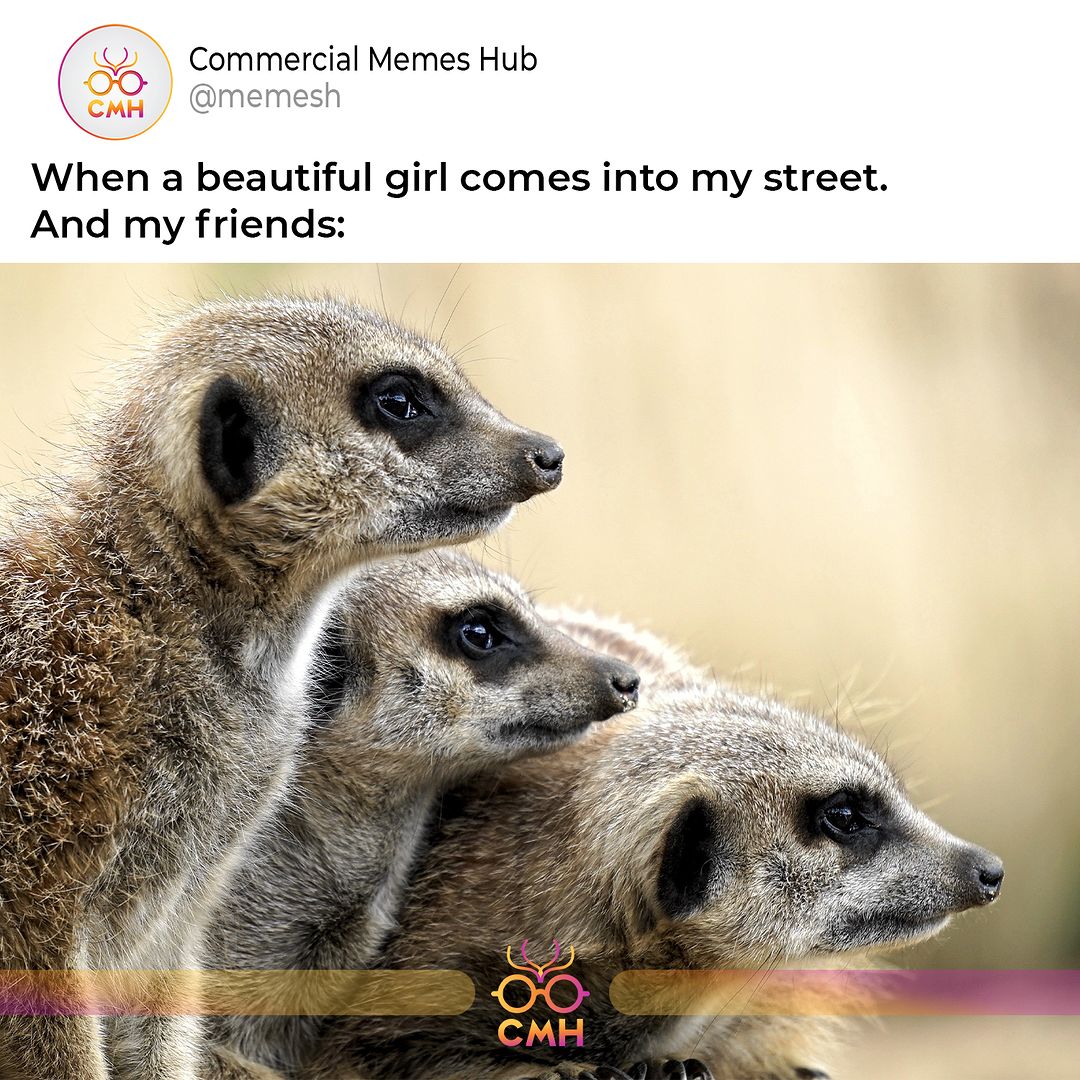 CMH
Commercial Memes Hub
@memesh
When a beautiful girl comes into my street.
And my friends:
CMH